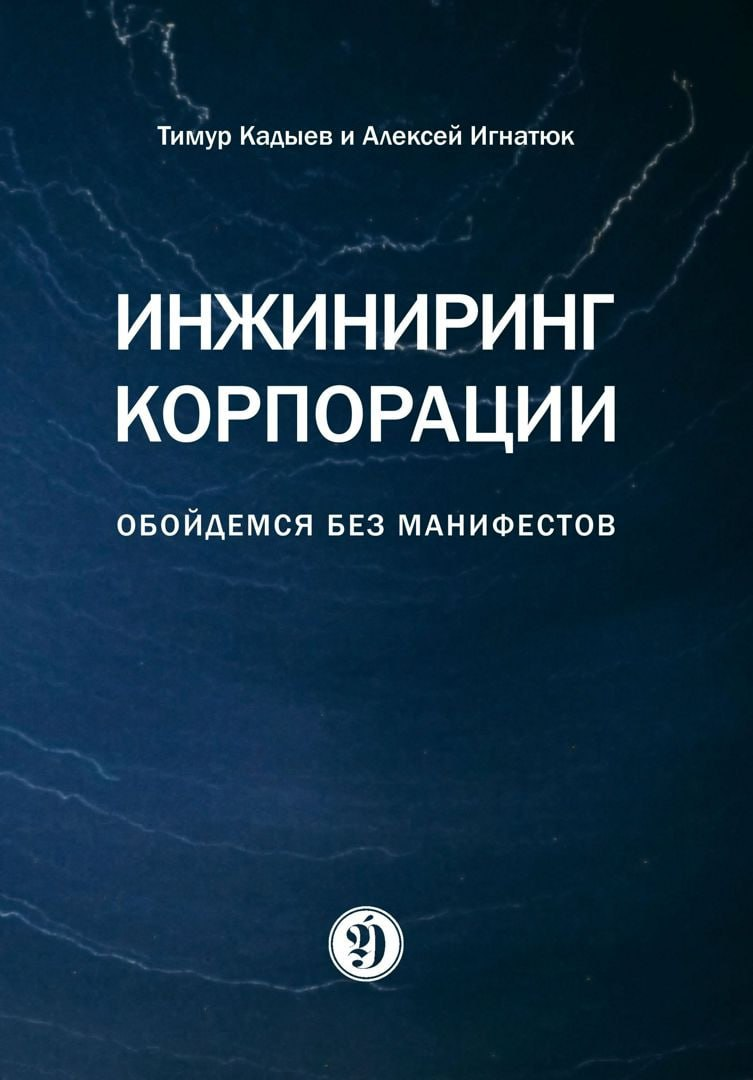 Тимур Кадыев и Алексей Игнатюк
ИНЖИНИРИНГ
КОРПОРАЦИИ
ОБОЙДЕМСЯ БЕЗ МАНИФЕСТОВ